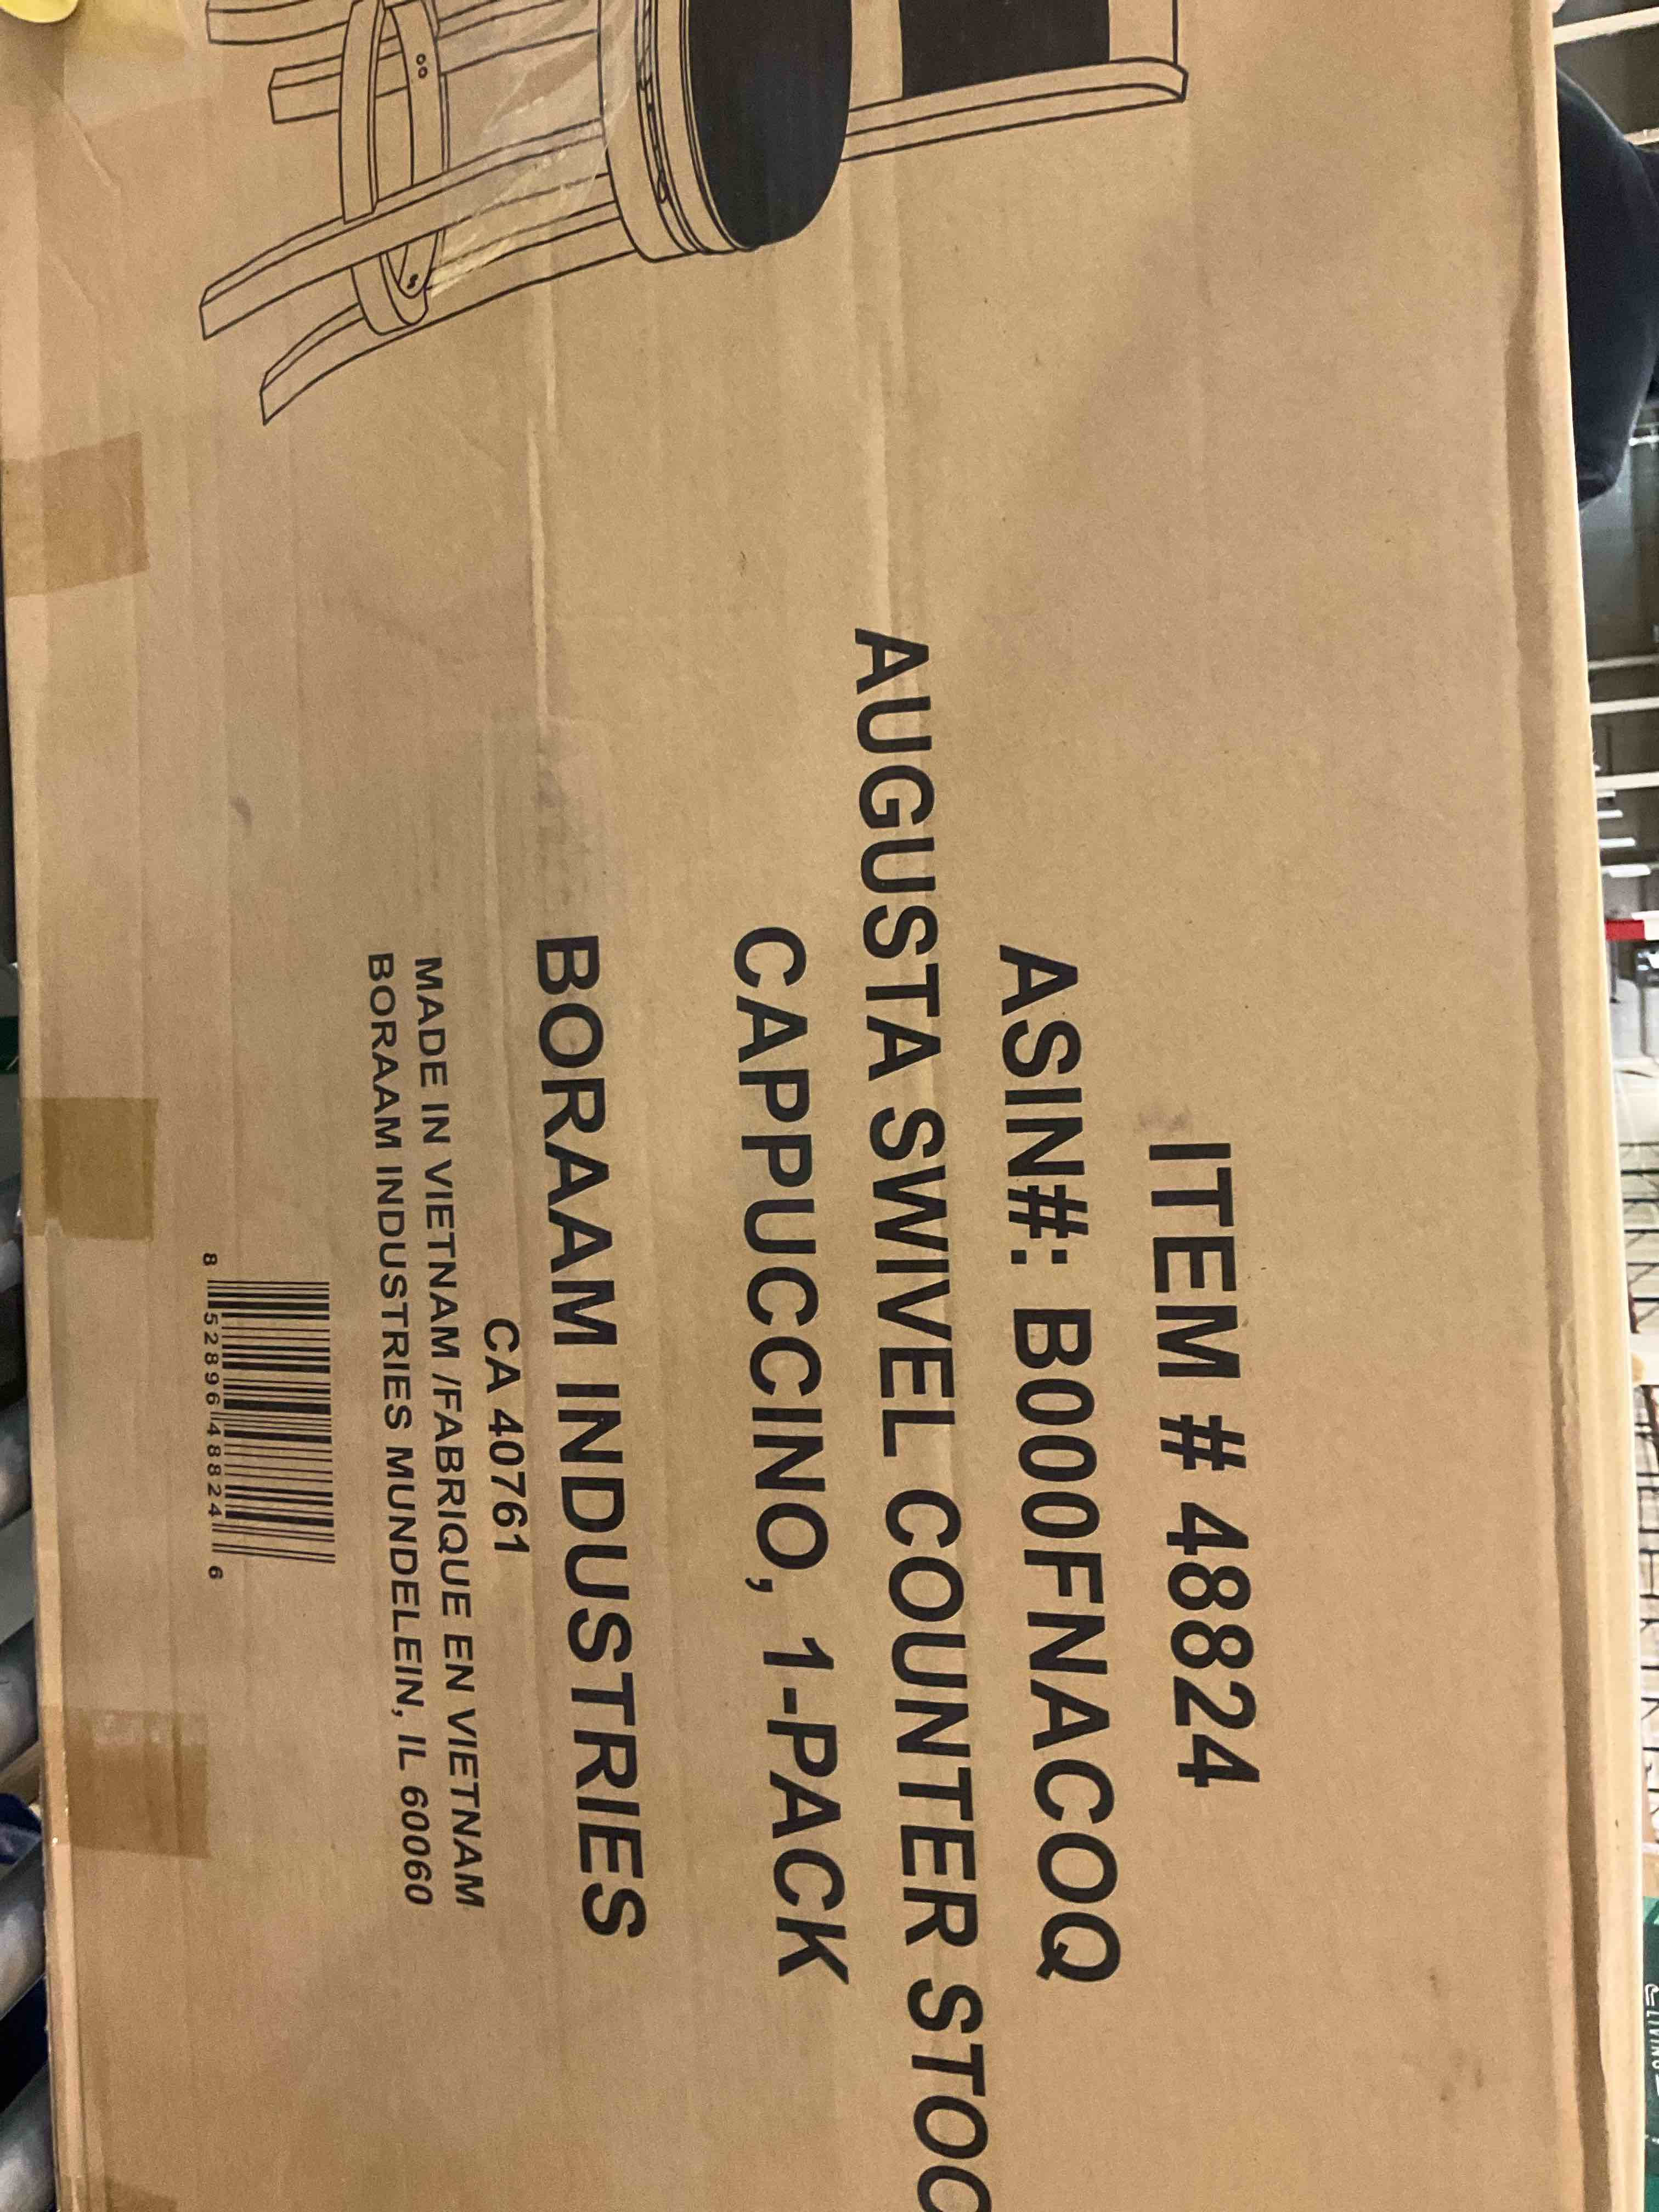 ITEM # 48824
ASIN#: B000FNACOQ
AUGUSTA SWIVEL COUNTER STOO
CAPPUCCINO, 1-PACK
BORAAM INDUSTRIES
CA 40761
MADE IN VIETNAM /FABRIQUE EN VIETNAM
BORAAM INDUSTRIES MUNDELEIN, IL 60060
8 52896 48824 6